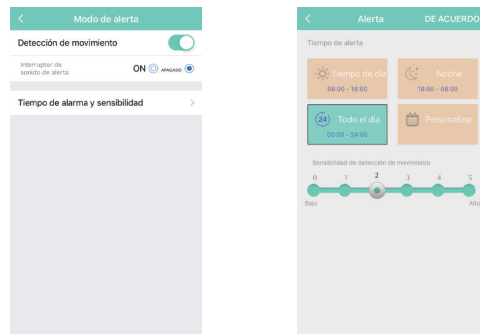 Modo de alerta
Detección de movimiento
Interruptor de
sonido de alerta
ON APAGADO
Tiempo de alarma y sensibilidad
Alerta DE ACUERDO
Tiempo de alerta
Tiempo de día
08:00 - 18:00
Noche
18:00 - 08:00
24 Todo el día
00:00 - 24:00
Personalizar
Sensibilidad de detección de movimiento
0 1 2 3 4 5
Bajo Alto